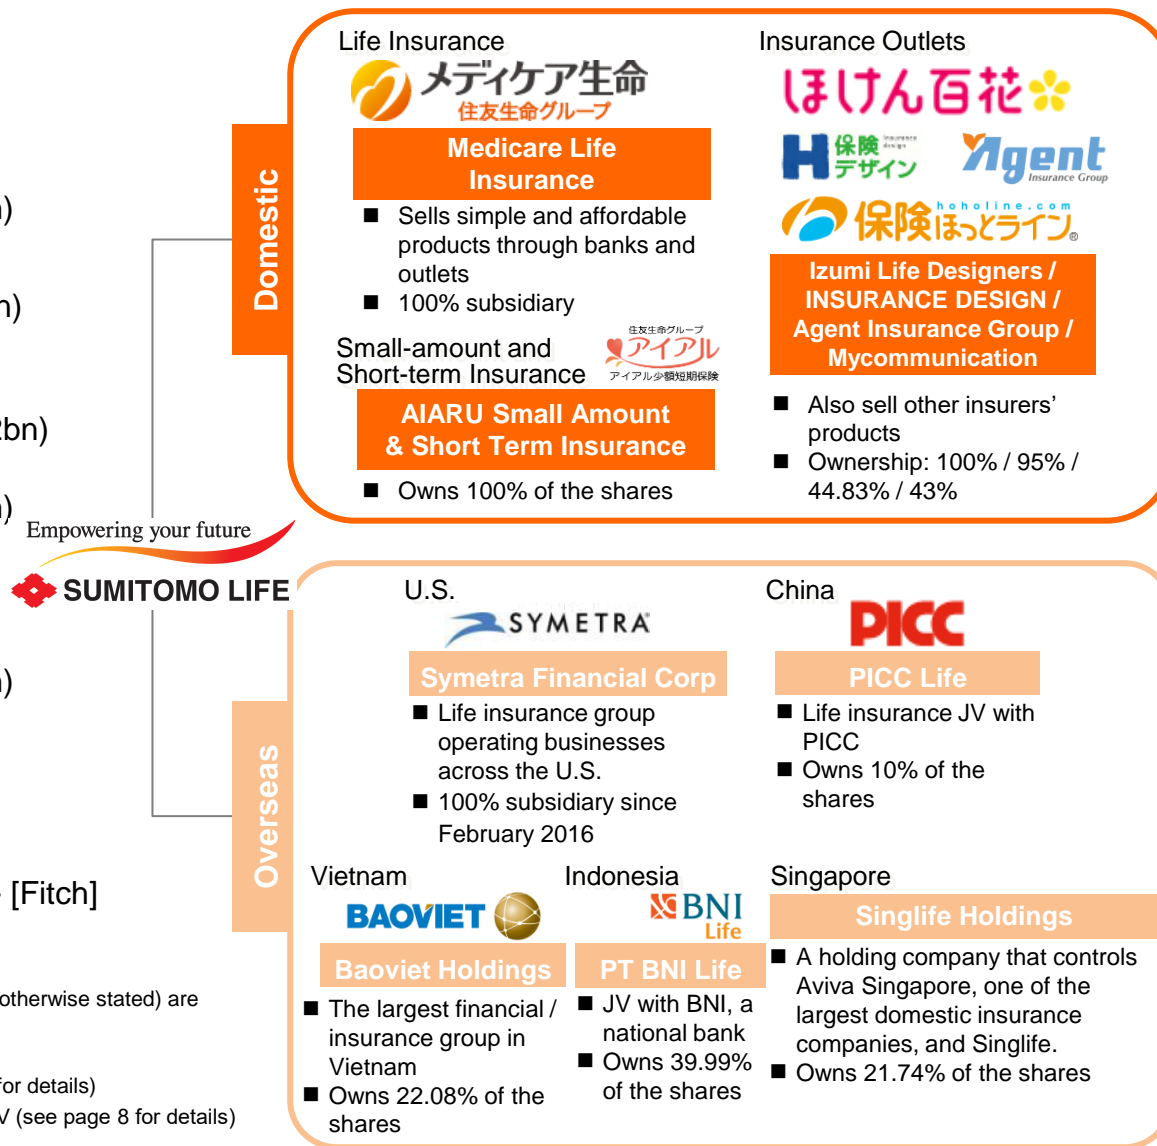 n)
n)
2bn)
n)
n)
[Fitch]
otherwise stated) are
for details)
V (see page 8 for details)
Empowering your future
SUMITOMO LIFE
Domestic
Life Insurance
メディケア生命
住友生命グループ
Medicare Life
Insurance
■ Sells simple and affordable
products through banks and
outlets
■ 100% subsidiary
Small-amount and
Short-term Insurance
住友生命グループ
アイアル
アイアル少額短期保険
AIARU Small Amount
& Short Term Insurance
■ Owns 100% of the shares
Insurance Outlets
ほけん百花
保険 insurance design
デザイン
Agent
Insurance Group
hoholine.com
保険ほっとライン®
Izumi Life Designers /
INSURANCE DESIGN /
Agent Insurance Group /
Mycommunication
■ Also sell other insurers’
products
■ Ownership: 100% / 95% /
44.83% / 43%
Overseas
U.S.
SYMETRA
Symetra Financial Corp
■ Life insurance group
operating businesses
across the U.S.
■ 100% subsidiary since
February 2016
China
PICC
PICC Life
■ Life insurance JV with
PICC
■ Owns 10% of the
shares
Vietnam
BAOVIET
Baoviet Holdings
■ The largest financial /
insurance group in
Vietnam
■ Owns 22.08% of the
shares
Indonesia
BNI
Life
PT BNI Life
■ JV with BNI, a
national bank
■ Owns 39.99%
of the shares
Singapore
Singlife Holdings
■ A holding company that controls
Aviva Singapore, one of the
largest domestic insurance
companies, and Singlife.
■ Owns 21.74% of the shares